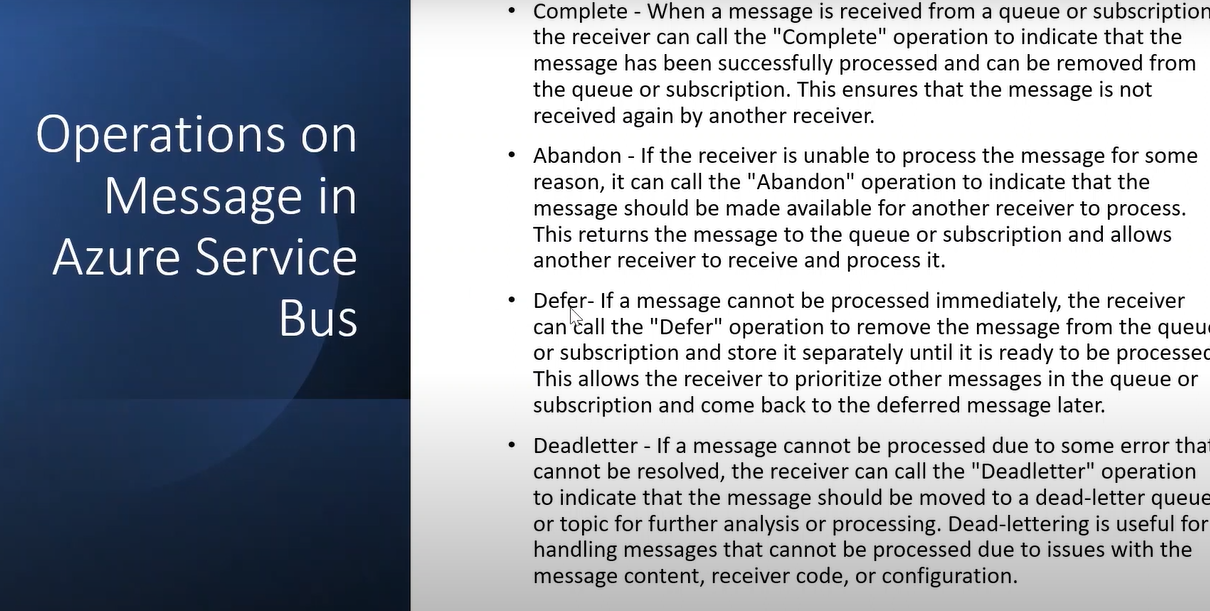 Operations on
Message in
Azure Service
Bus
• Complete - When a message is received from a queue or subscription
the receiver can call the "Complete" operation to indicate that the
message has been successfully processed and can be removed from
the queue or subscription. This ensures that the message is not
received again by another receiver.
• Abandon - If the receiver is unable to process the message for some
reason, it can call the "Abandon" operation to indicate that the
message should be made available for another receiver to process.
This returns the message to the queue or subscription and allows
another receiver to receive and process it.
• Defer- If a message cannot be processed immediately, the receiver
can call the "Defer" operation to remove the message from the queue
or subscription and store it separately until it is ready to be processed
This allows the receiver to prioritize other messages in the queue or
subscription and come back to the deferred message later.
• Deadletter - If a message cannot be processed due to some error that
cannot be resolved, the receiver can call the "Deadletter" operation
to indicate that the message should be moved to a dead-letter queue
or topic for further analysis or processing. Dead-lettering is useful for
handling messages that cannot be processed due to issues with the
message content, receiver code, or configuration.